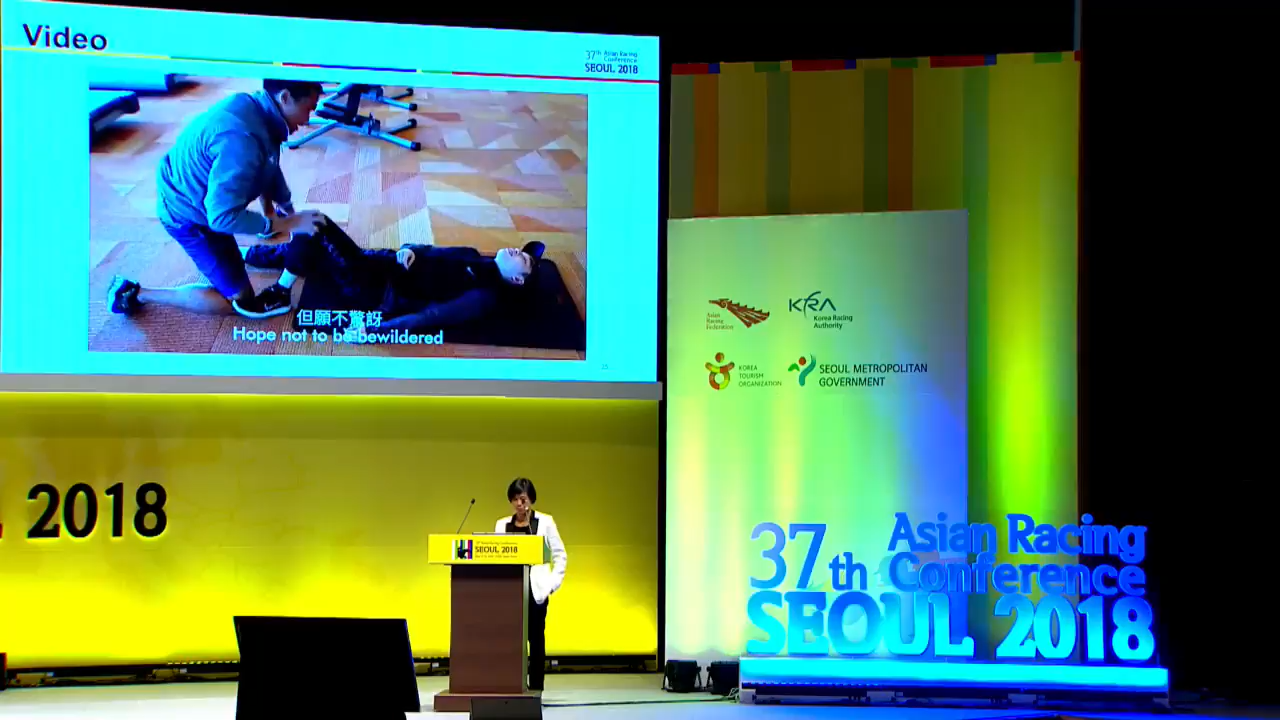 Video
37th Asian Racing
Conference
SEOUL 2018
但願不驚訝
Hope not to be bewildered
15
2018
SEOUL 2018
Asian
Racing
Federation
KRA
Korea Racing
Authority
KOREA
TOURISM
ORGANIZATION
SEOUL METROPOLITAN
GOVERNMENT
37th Asian Racing
Conference
SEOUL 2018